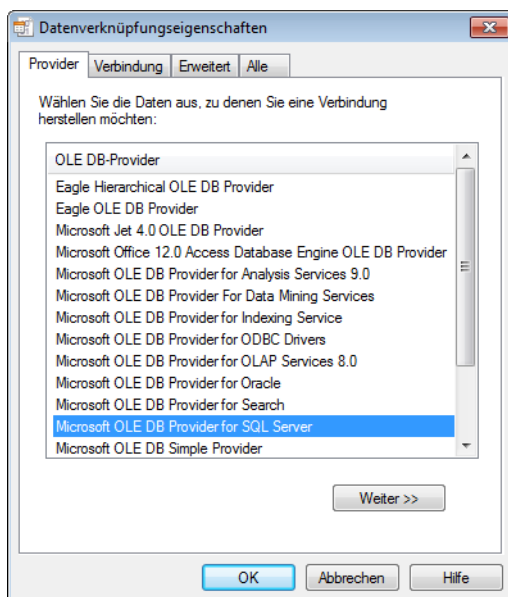 Datenverknüpfungseigenschaften
Provider Verbindung Erweitert Alle
Wählen Sie die Daten aus, zu denen Sie eine Verbindung
herstellen möchten:
OLE DB-Provider
Eagle Hierarchical OLE DB Provider
Eagle OLE DB Provider
Microsoft Jet 4.0 OLE DB Provider
Microsoft Office 12.0 Access Database Engine OLE DB Provider
Microsoft OLE DB Provider for Analysis Services 9.0
Microsoft OLE DB Provider For Data Mining Services
Microsoft OLE DB Provider for Indexing Service
Microsoft OLE DB Provider for ODBC Drivers
Microsoft OLE DB Provider for OLAP Services 8.0
Microsoft OLE DB Provider for Oracle
Microsoft OLE DB Provider for Search
Microsoft OLE DB Provider for SQL Server
Microsoft OLE DB Simple Provider
Weiter >>
OK Abbrechen Hilfe